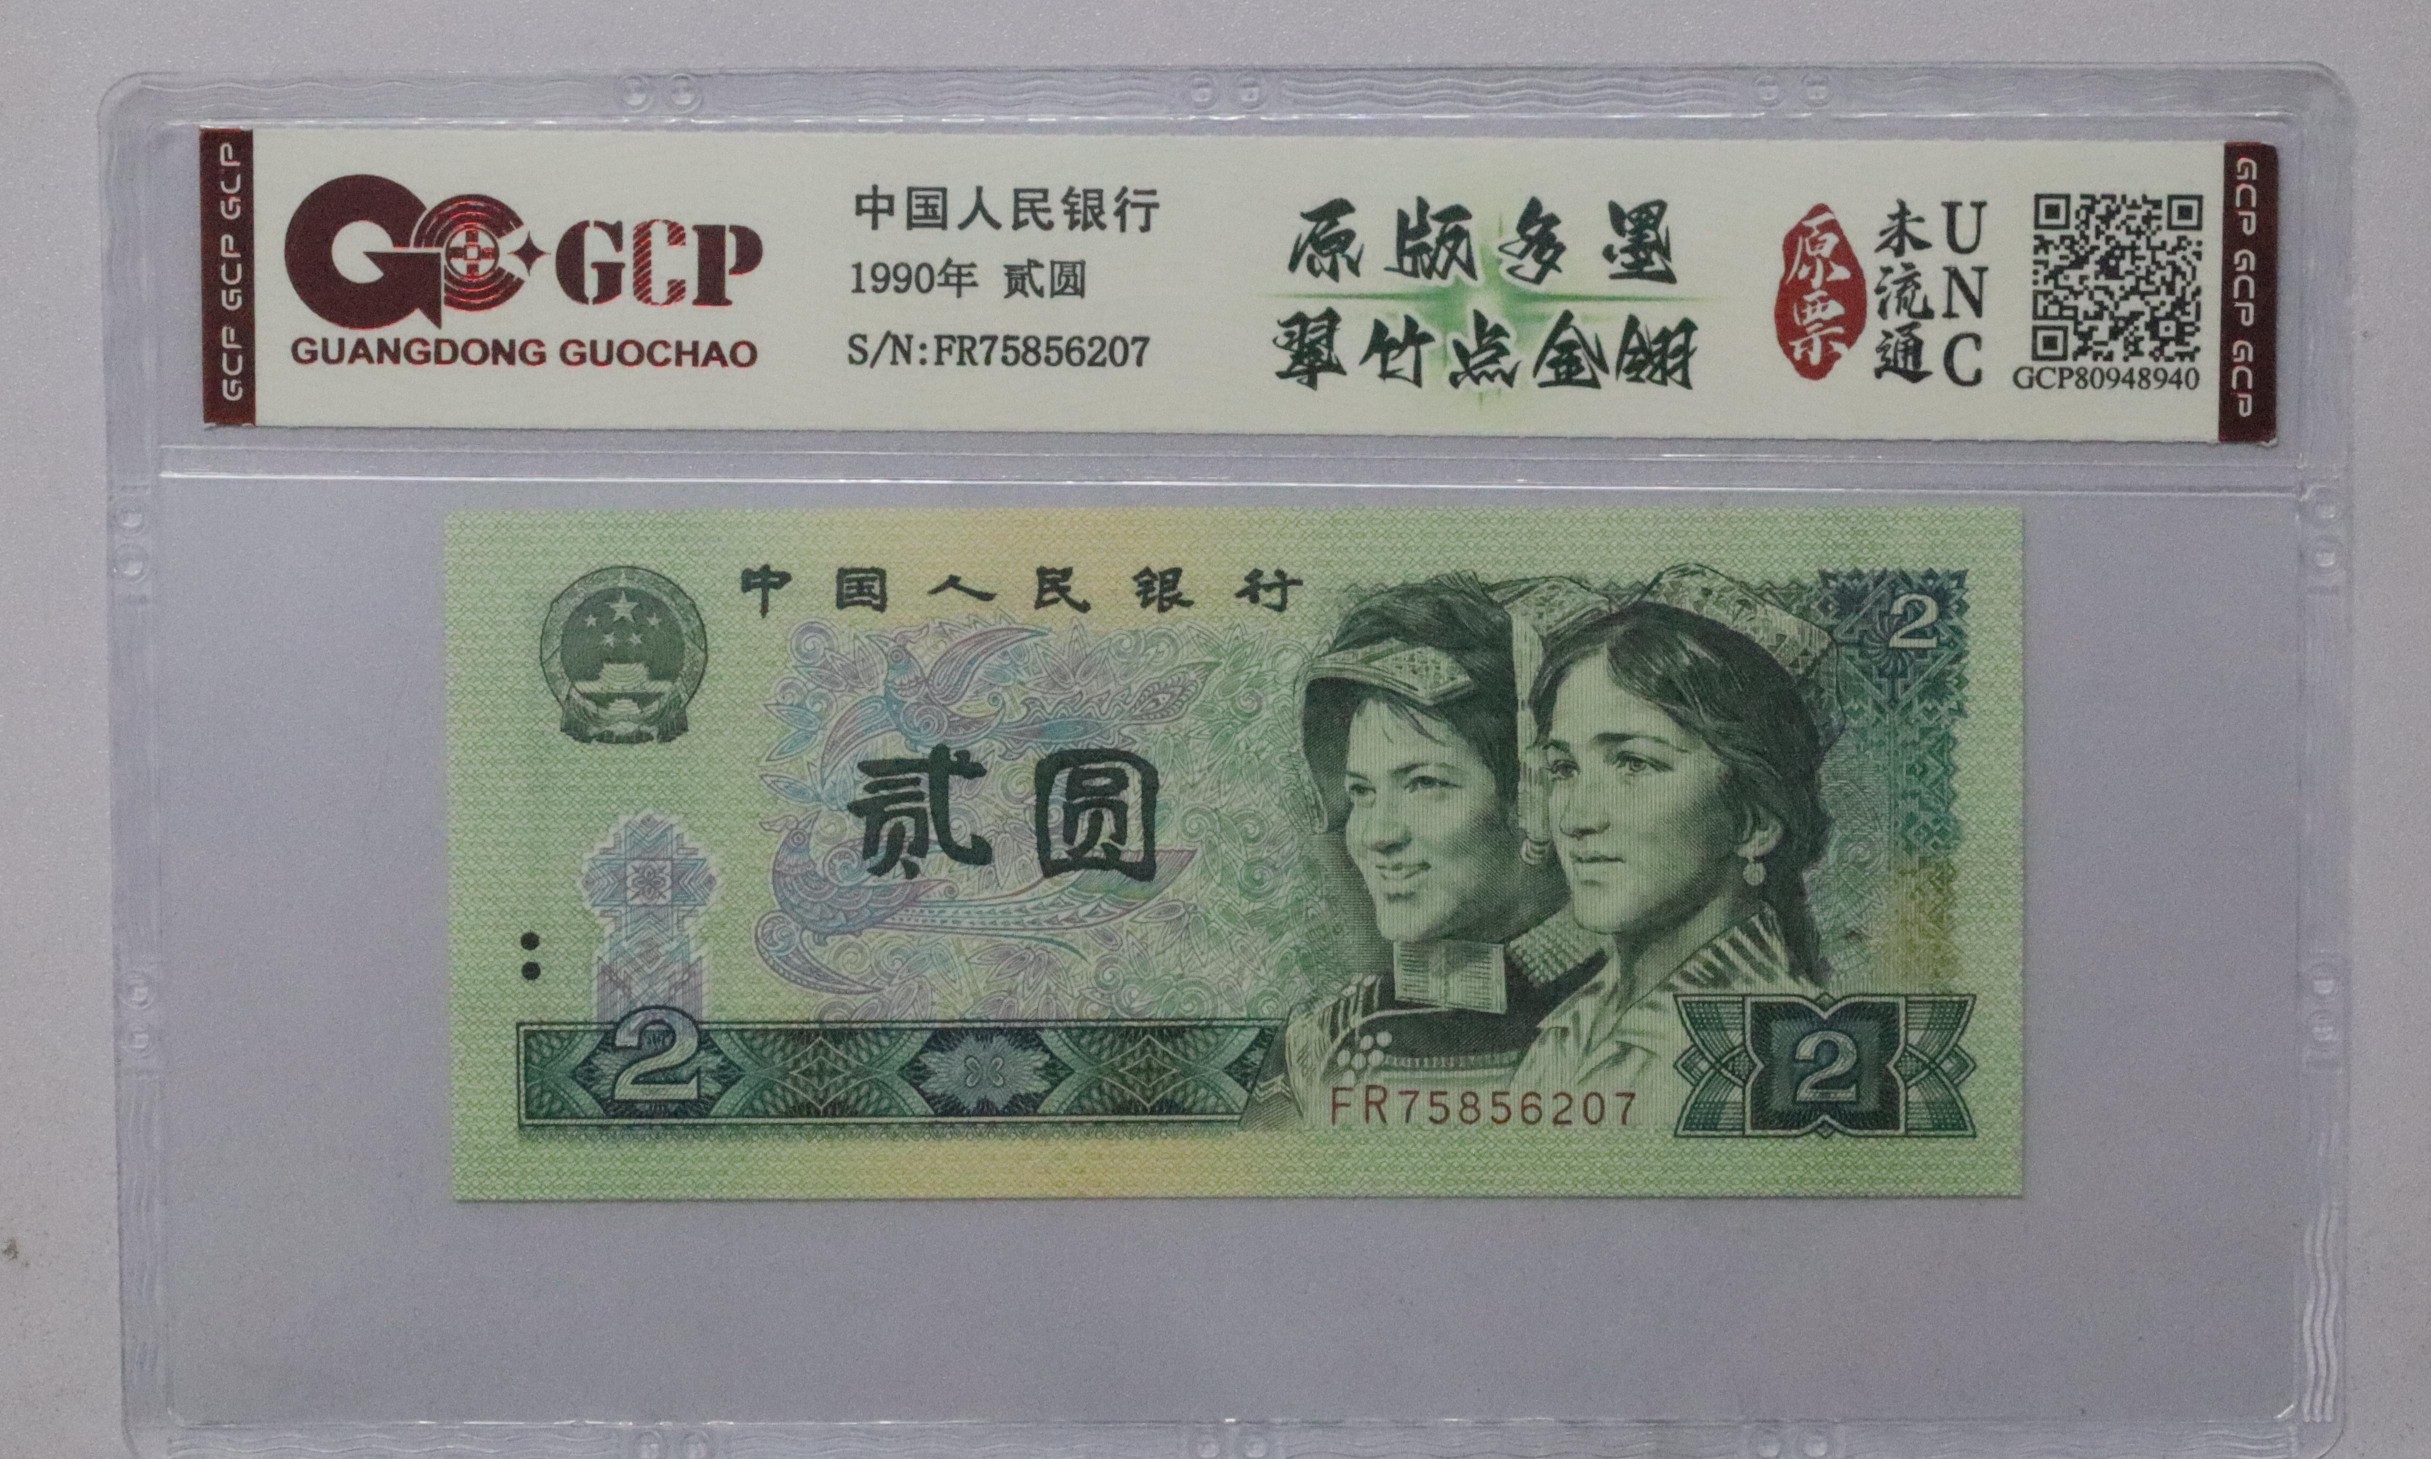 GCP GCP GCP
GCP
GUANGDONG GUOCHAO
中国人民银行
1990年 贰圆
S/N:FR75856207
原版多墨
翠竹点金翎
原票
未流通
UNC
GCP80948940
GCP GCP GCP
中国人民银行
2
贰圆
2
FR75856207
2